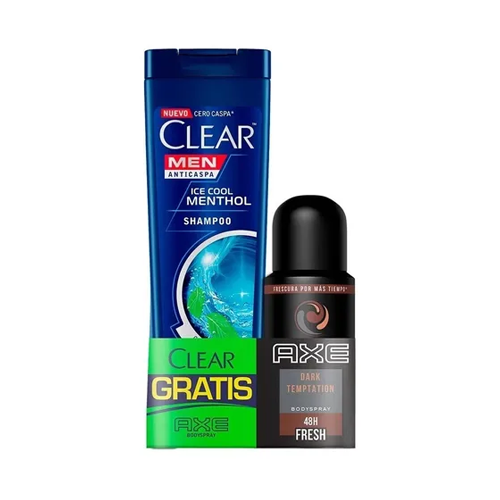 NUEVO CERO CASPA*
CLEAR™
MEN
ANTICASPA
ICE COOL
MENTHOL
SHAMPOO
CLEAR
GRATIS
AXE
BODYSPRAY
FRESCURA POR MÁS TIEMPO*
AXE
DARK
TEMPTATION
BODYSPRAY
48H
FRESH